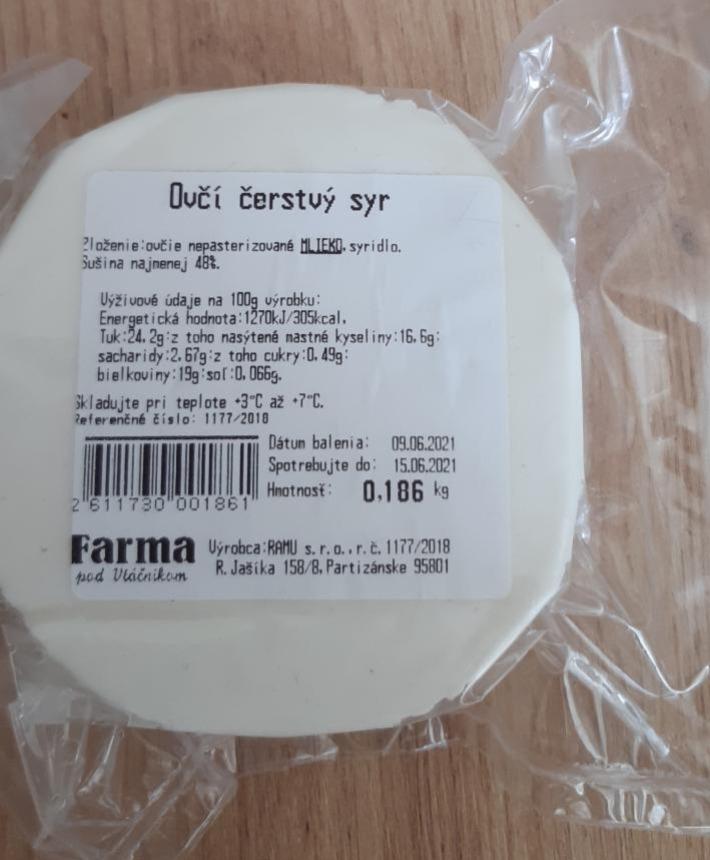 Ovčí čerstvý syr
Zloženie:ovčie nepasterizované MLIEKO, syridlo.
Sušina najmenej 48%.
Výživové údaje na 100g výrobku:
Energetická hodnota:1270kJ/305kcal,
Tuk:24,2g:z toho nasýtené mastné kyseliny:16,6g:
sacharidy:2,67g:z toho cukry:0,49g:
bielkoviny:19g:soľ:0,066g,
Skladujte pri teplote +3°C až +7°C.
Referenčné číslo: 1177/2018
Dátum balenia: 09.06.2021
Spotrebujte do: 15.06.2021
Hmotnosť: 0,186 kg
2 611730 001861
Farma
pod Vtáčnikom
Výrobca:RAMU s.r.o.,r.č.1177/2018
R. Jašíka 158/8, Partizánske 95801